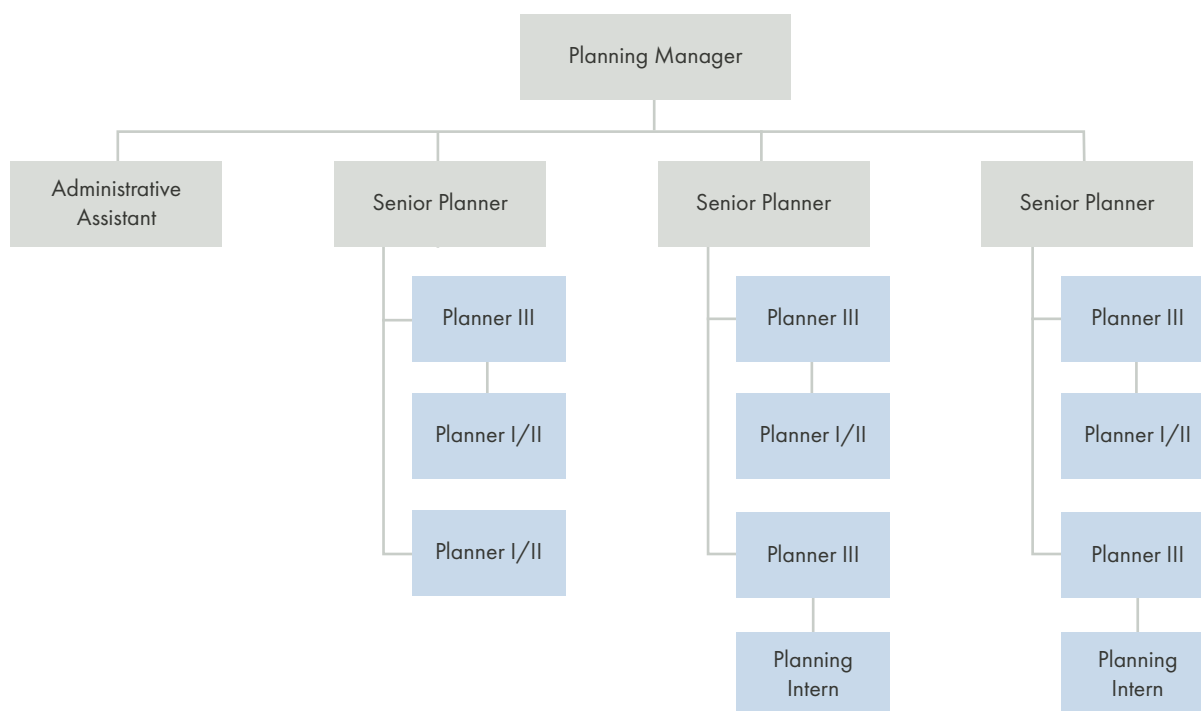 Planning Manager
Administrative
Assistant
Senior Planner
Senior Planner
Senior Planner
Planner III
Planner III
Planner III
Planner I/II
Planner I/II
Planner I/II
Planner I/II
Planner III
Planner III
Planning
Intern
Planning
Intern